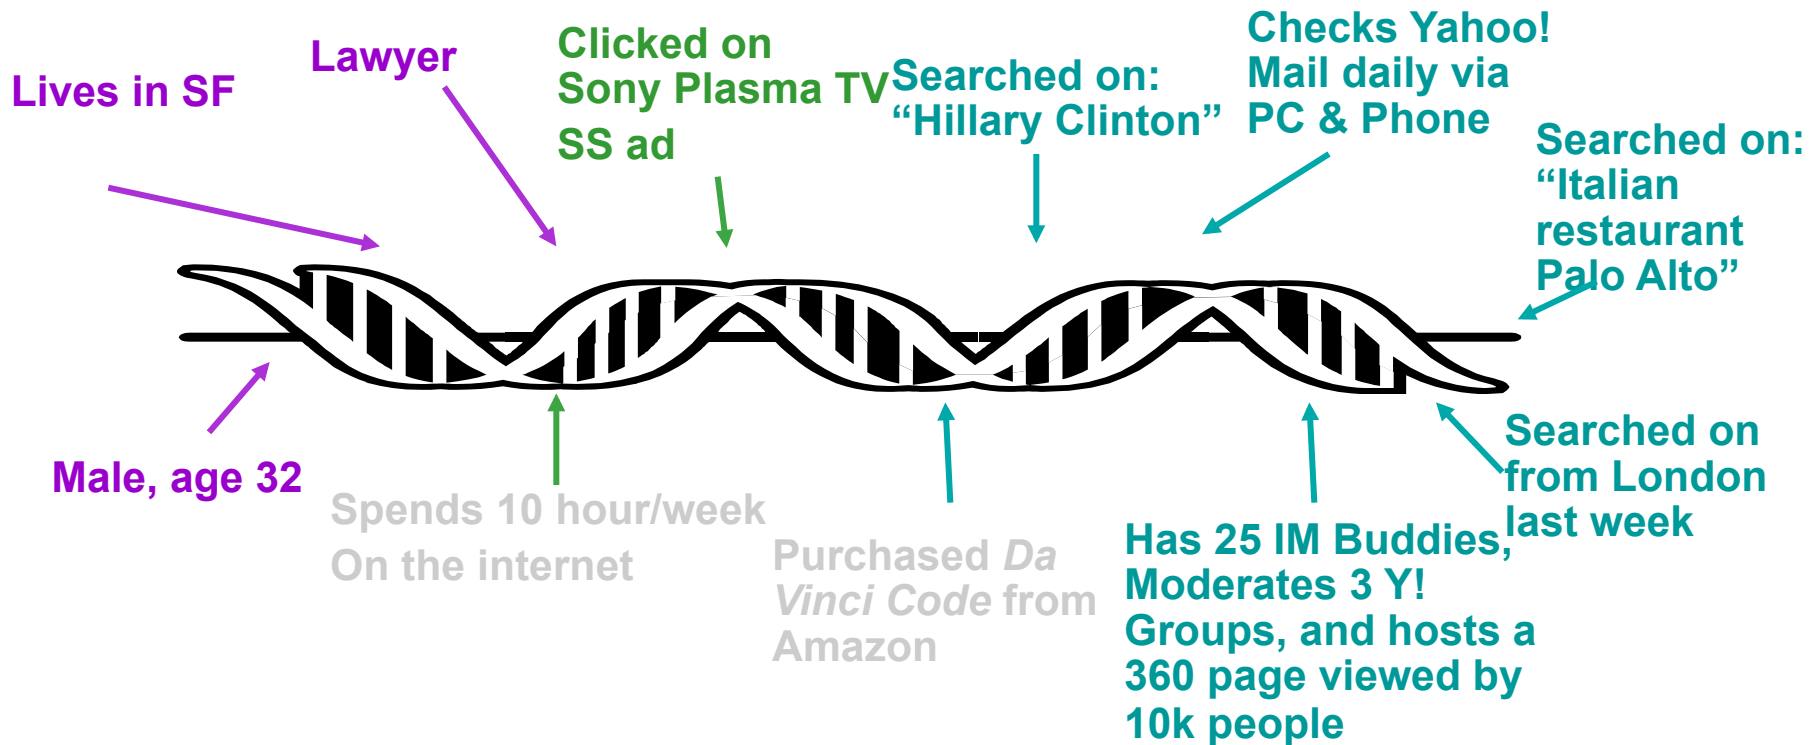 Lives in SF
Lawyer
Clicked on
Sony Plasma TV
SS ad
Searched on:
“Hillary Clinton”
Checks Yahoo!
Mail daily via
PC & Phone
Searched on:
“Italian
restaurant
Palo Alto”
Male, age 32
Spends 10 hour/week
On the internet
Purchased Da
Vinci Code from
Amazon
Has 25 IM Buddies,
Moderates 3 Y!
Groups, and hosts a
360 page viewed by
10k people
Searched on
from London
last week